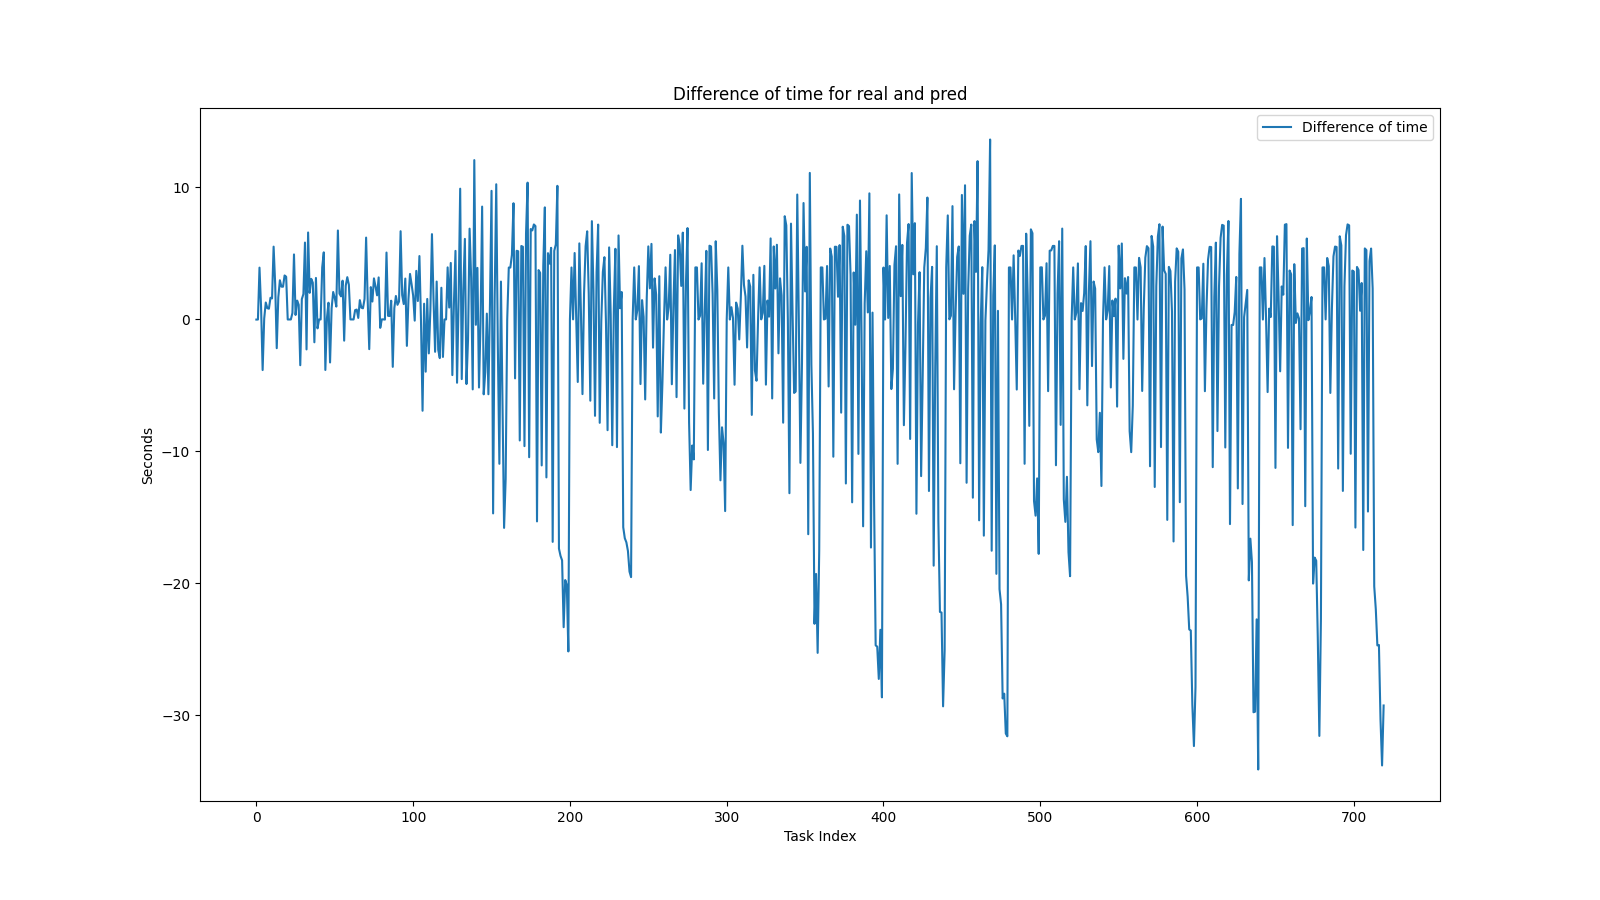 Difference of time for real and pred
Difference of time
10
0
−10
−20
−30
Seconds
0 100 200 300 400 500 600 700
Task Index